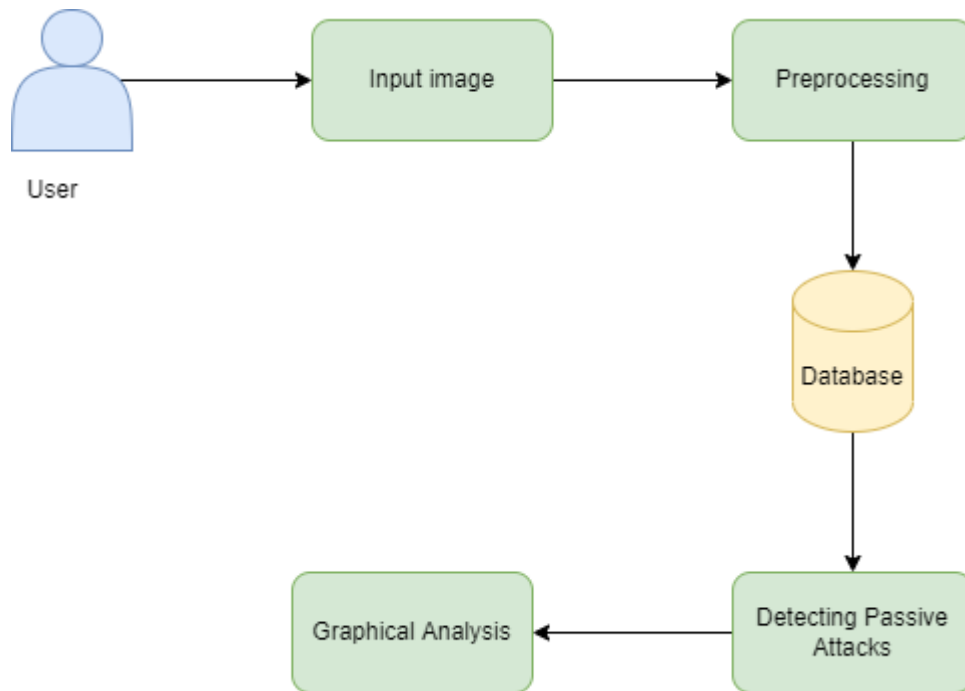 Input image
Preprocessing
User
Database
Graphical Analysis
Detecting Passive
Attacks